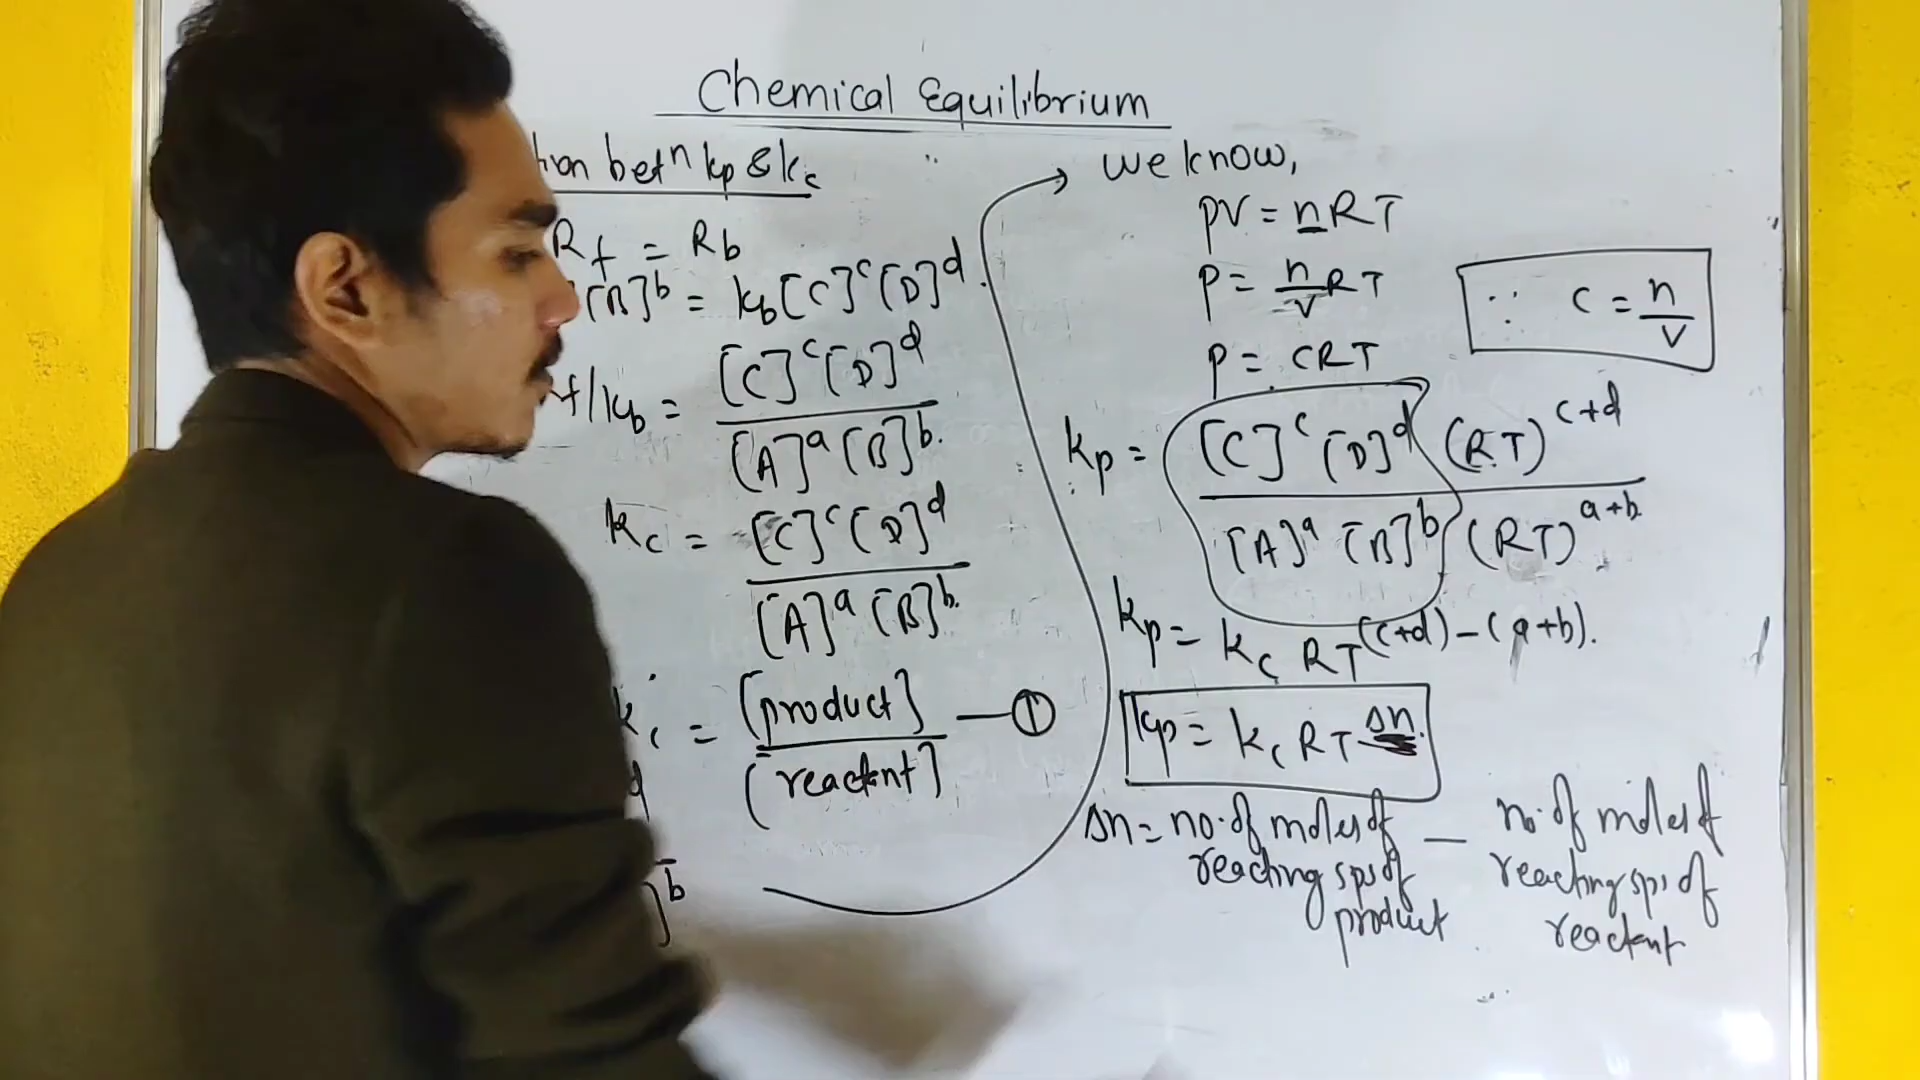 Chemical Equilibrium
tion betⁿ kp & kc
Rf = Rb
[B]^b = kb[C]^c[D]^d
f/kb = [C]^c[D]^d
[A]^a[B]^b.
kc = [C]^c[D]^d
[A]^a[B]^b.
kc = [product] — ①
(reactant]
]^b
we know,
PV = nRT
P = n/V RT
P = CRT
∵ C = n/V
kp = [C]^c[D]^d (RT)^c+d
[A]^a[B]^b (RT)^a+b
kp = kc RT^(c+d)-(a+b).
kp = kc RT^Δn.
Δn = no. of moles of — no. of moles of
reacting sps of reacting sps of
product reactant